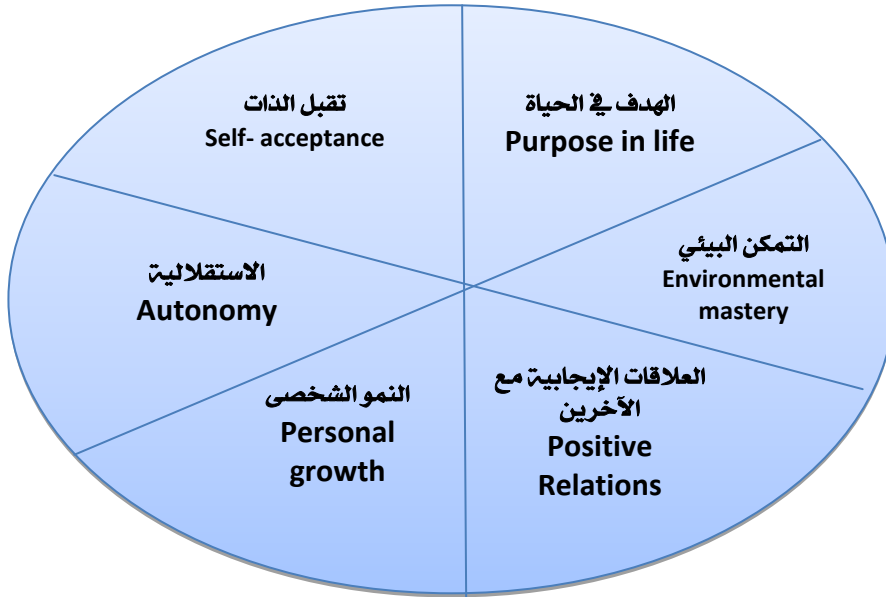 تقبل الذات
Self- acceptance
الهدف في الحياة
Purpose in life
التمكن البيئي
Environmental
mastery
الاستقلالية
Autonomy
العلاقات الإيجابية مع
الآخرين
Positive
Relations
النمو الشخصى
Personal
growth